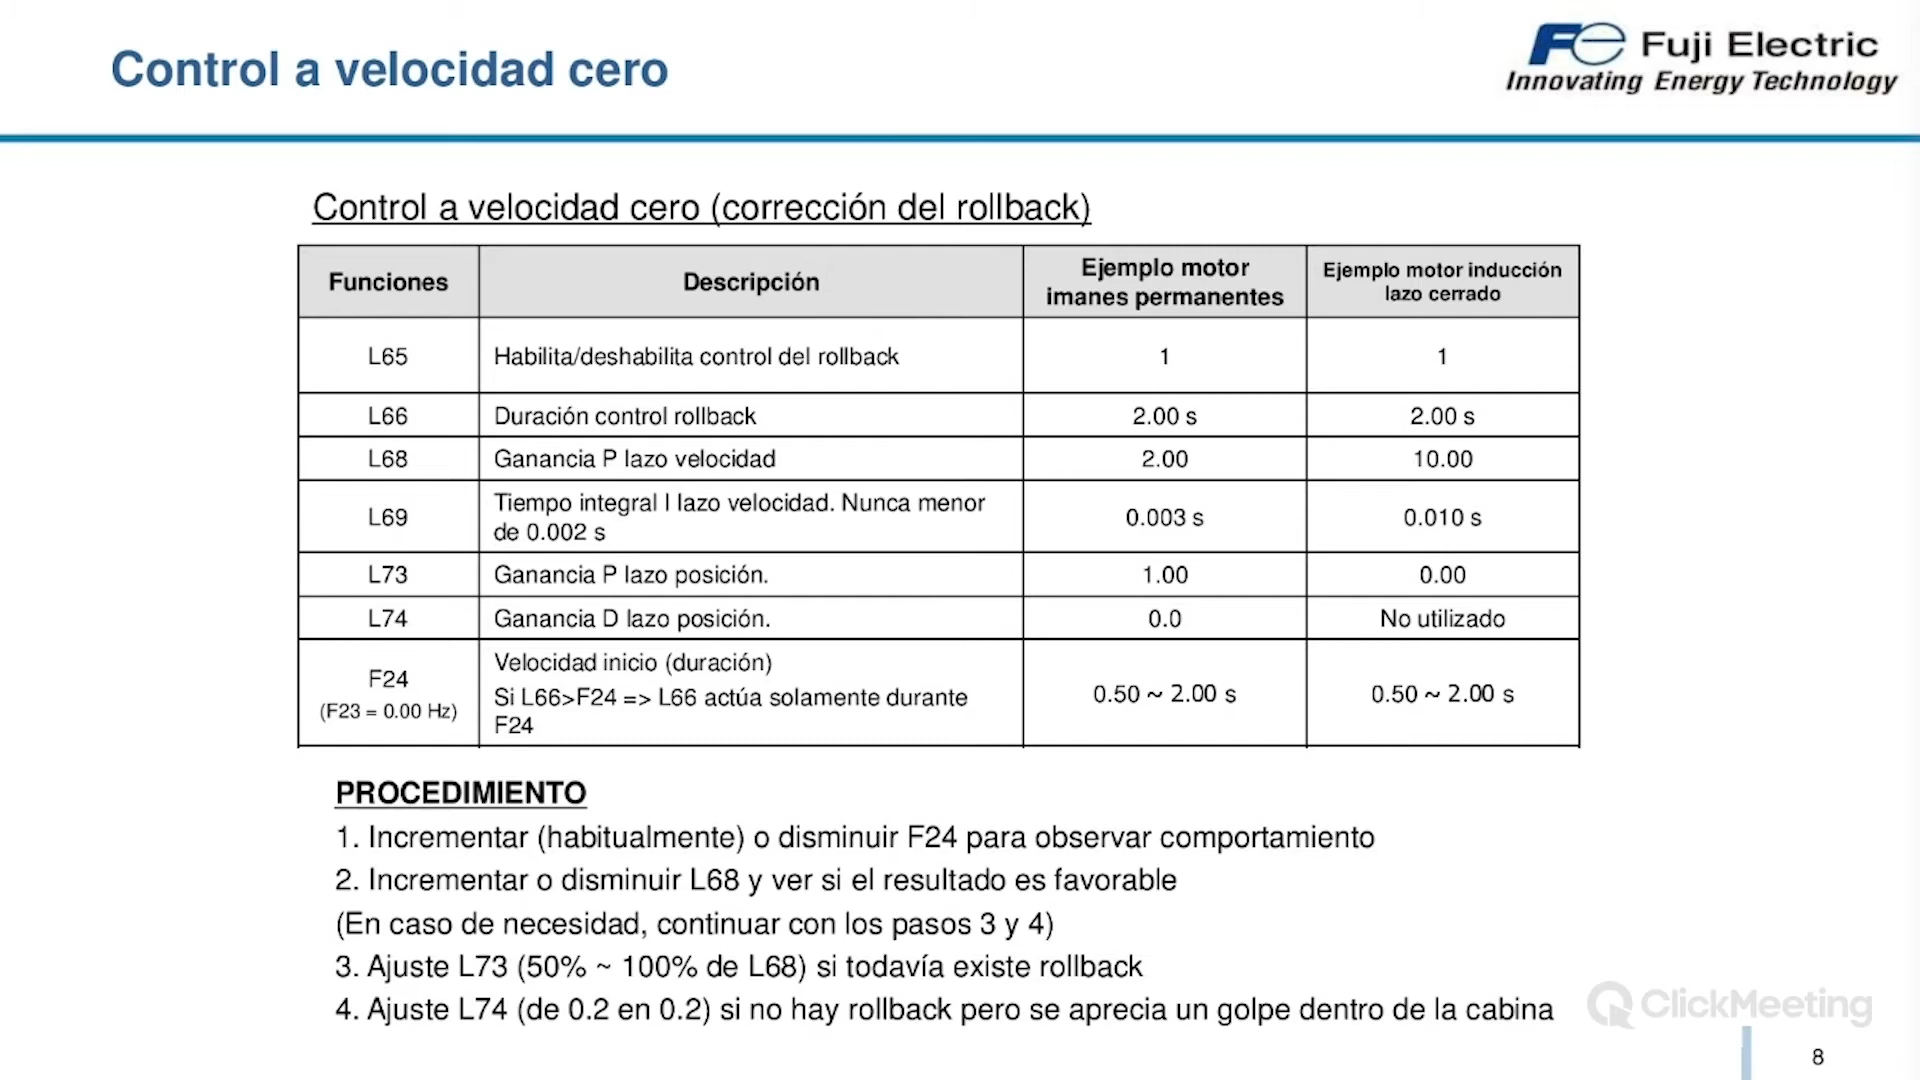 Control a velocidad cero
Fuji Electric
Innovating Energy Technology
Control a velocidad cero (corrección del rollback)
Funciones
Descripción
Ejemplo motor
imanes permanentes
Ejemplo motor inducción
lazo cerrado
L65
Habilita/deshabilita control del rollback
1
1
L66
Duración control rollback
2.00 s
2.00 s
L68
Ganancia P lazo velocidad
2.00
10.00
L69
Tiempo integral I lazo velocidad. Nunca menor
de 0.002 s
0.003 s
0.010 s
L73
Ganancia P lazo posición.
1.00
0.00
L74
Ganancia D lazo posición.
0.0
No utilizado
F24
(F23 = 0.00 Hz)
Velocidad inicio (duración)
Si L66>F24 => L66 actúa solamente durante
F24
0.50 ~ 2.00 s
0.50 ~ 2.00 s
PROCEDIMIENTO
1. Incrementar (habitualmente) o disminuir F24 para observar comportamiento
2. Incrementar o disminuir L68 y ver si el resultado es favorable
(En caso de necesidad, continuar con los pasos 3 y 4)
3. Ajuste L73 (50% ~ 100% de L68) si todavía existe rollback
4. Ajuste L74 (de 0.2 en 0.2) si no hay rollback pero se aprecia un golpe dentro de la cabina
ClickMeeting
8